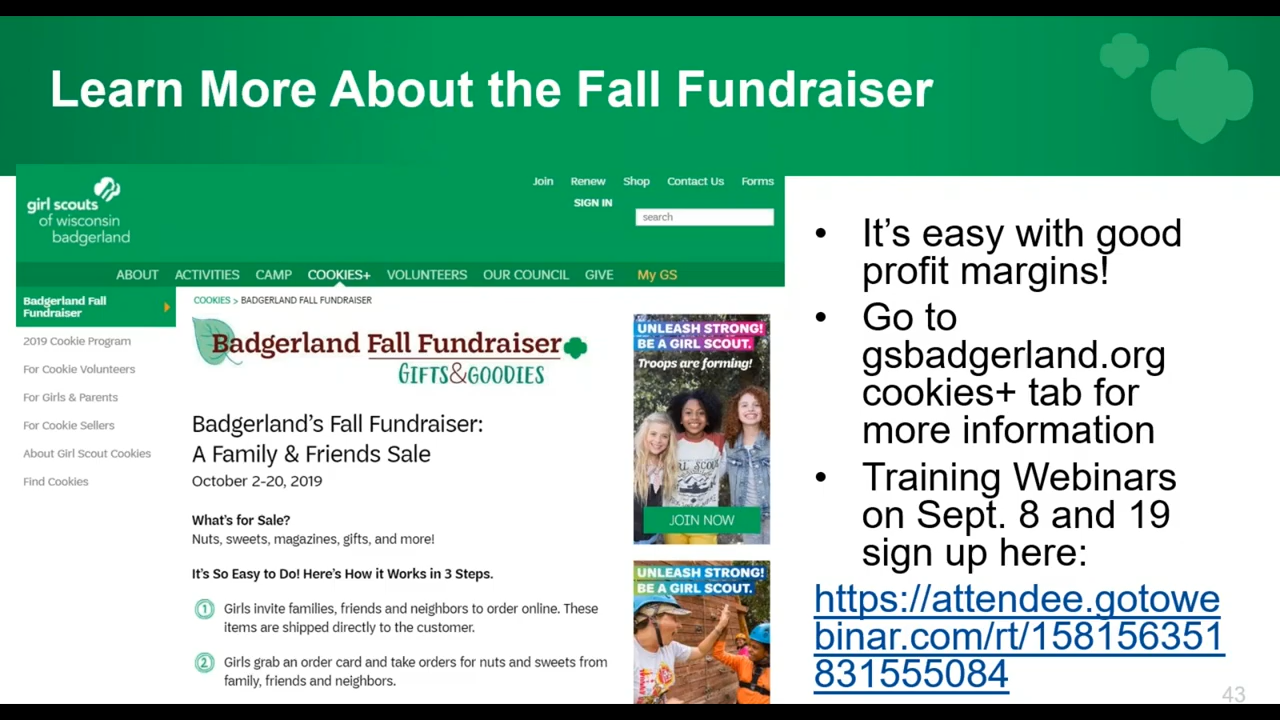 Learn More About the Fall Fundraiser
girl scouts
of wisconsin
badgerland
Join Renew Shop Contact Us Forms
SIGN IN
search
ABOUT ACTIVITIES CAMP COOKIES+ VOLUNTEERS OUR COUNCIL GIVE My GS
Badgerland Fall
Fundraiser
2019 Cookie Program
For Cookie Volunteers
For Girls & Parents
For Cookie Sellers
About Girl Scout Cookies
Find Cookies
COOKIES > BADGERLAND FALL FUNDRAISER
Badgerland Fall Fundraiser
GIFTS&GOODIES
Badgerland's Fall Fundraiser:
A Family & Friends Sale
October 2-20, 2019
What's for Sale?
Nuts, sweets, magazines, gifts, and more!
It's So Easy to Do! Here's How it Works in 3 Steps.
1 Girls invite families, friends and neighbors to order online. These
items are shipped directly to the customer.
2 Girls grab an order card and take orders for nuts and sweets from
family, friends and neighbors.
UNLEASH STRONG!
BE A GIRL SCOUT.
Troops are forming!
JOIN NOW
UNLEASH STRONG!
BE A GIRL SCOUT.
• It's easy with good
profit margins!
• Go to
gsbadgerland.org
cookies+ tab for
more information
• Training Webinars
on Sept. 8 and 19
sign up here:
https://attendee.gotowe
binar.com/rt/158156351
831555084
43